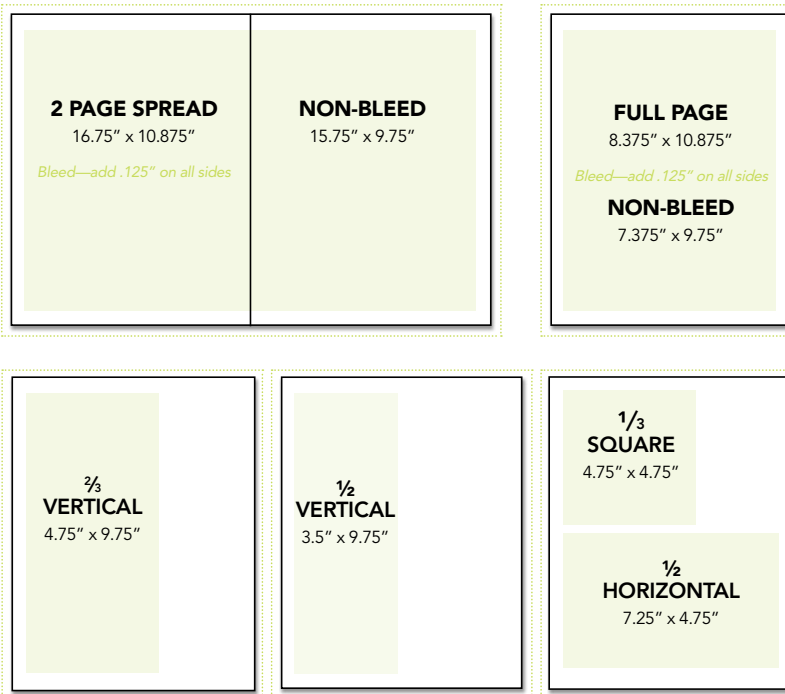 2 PAGE SPREAD
16.75” x 10.875”
Bleed—add .125” on all sides
NON-BLEED
15.75” x 9.75”
FULL PAGE
8.375” x 10.875”
Bleed—add .125” on all sides
NON-BLEED
7.375” x 9.75”
⅔
VERTICAL
4.75” x 9.75”
½
VERTICAL
3.5” x 9.75”
1/3
SQUARE
4.75” x 4.75”
½
HORIZONTAL
7.25” x 4.75”